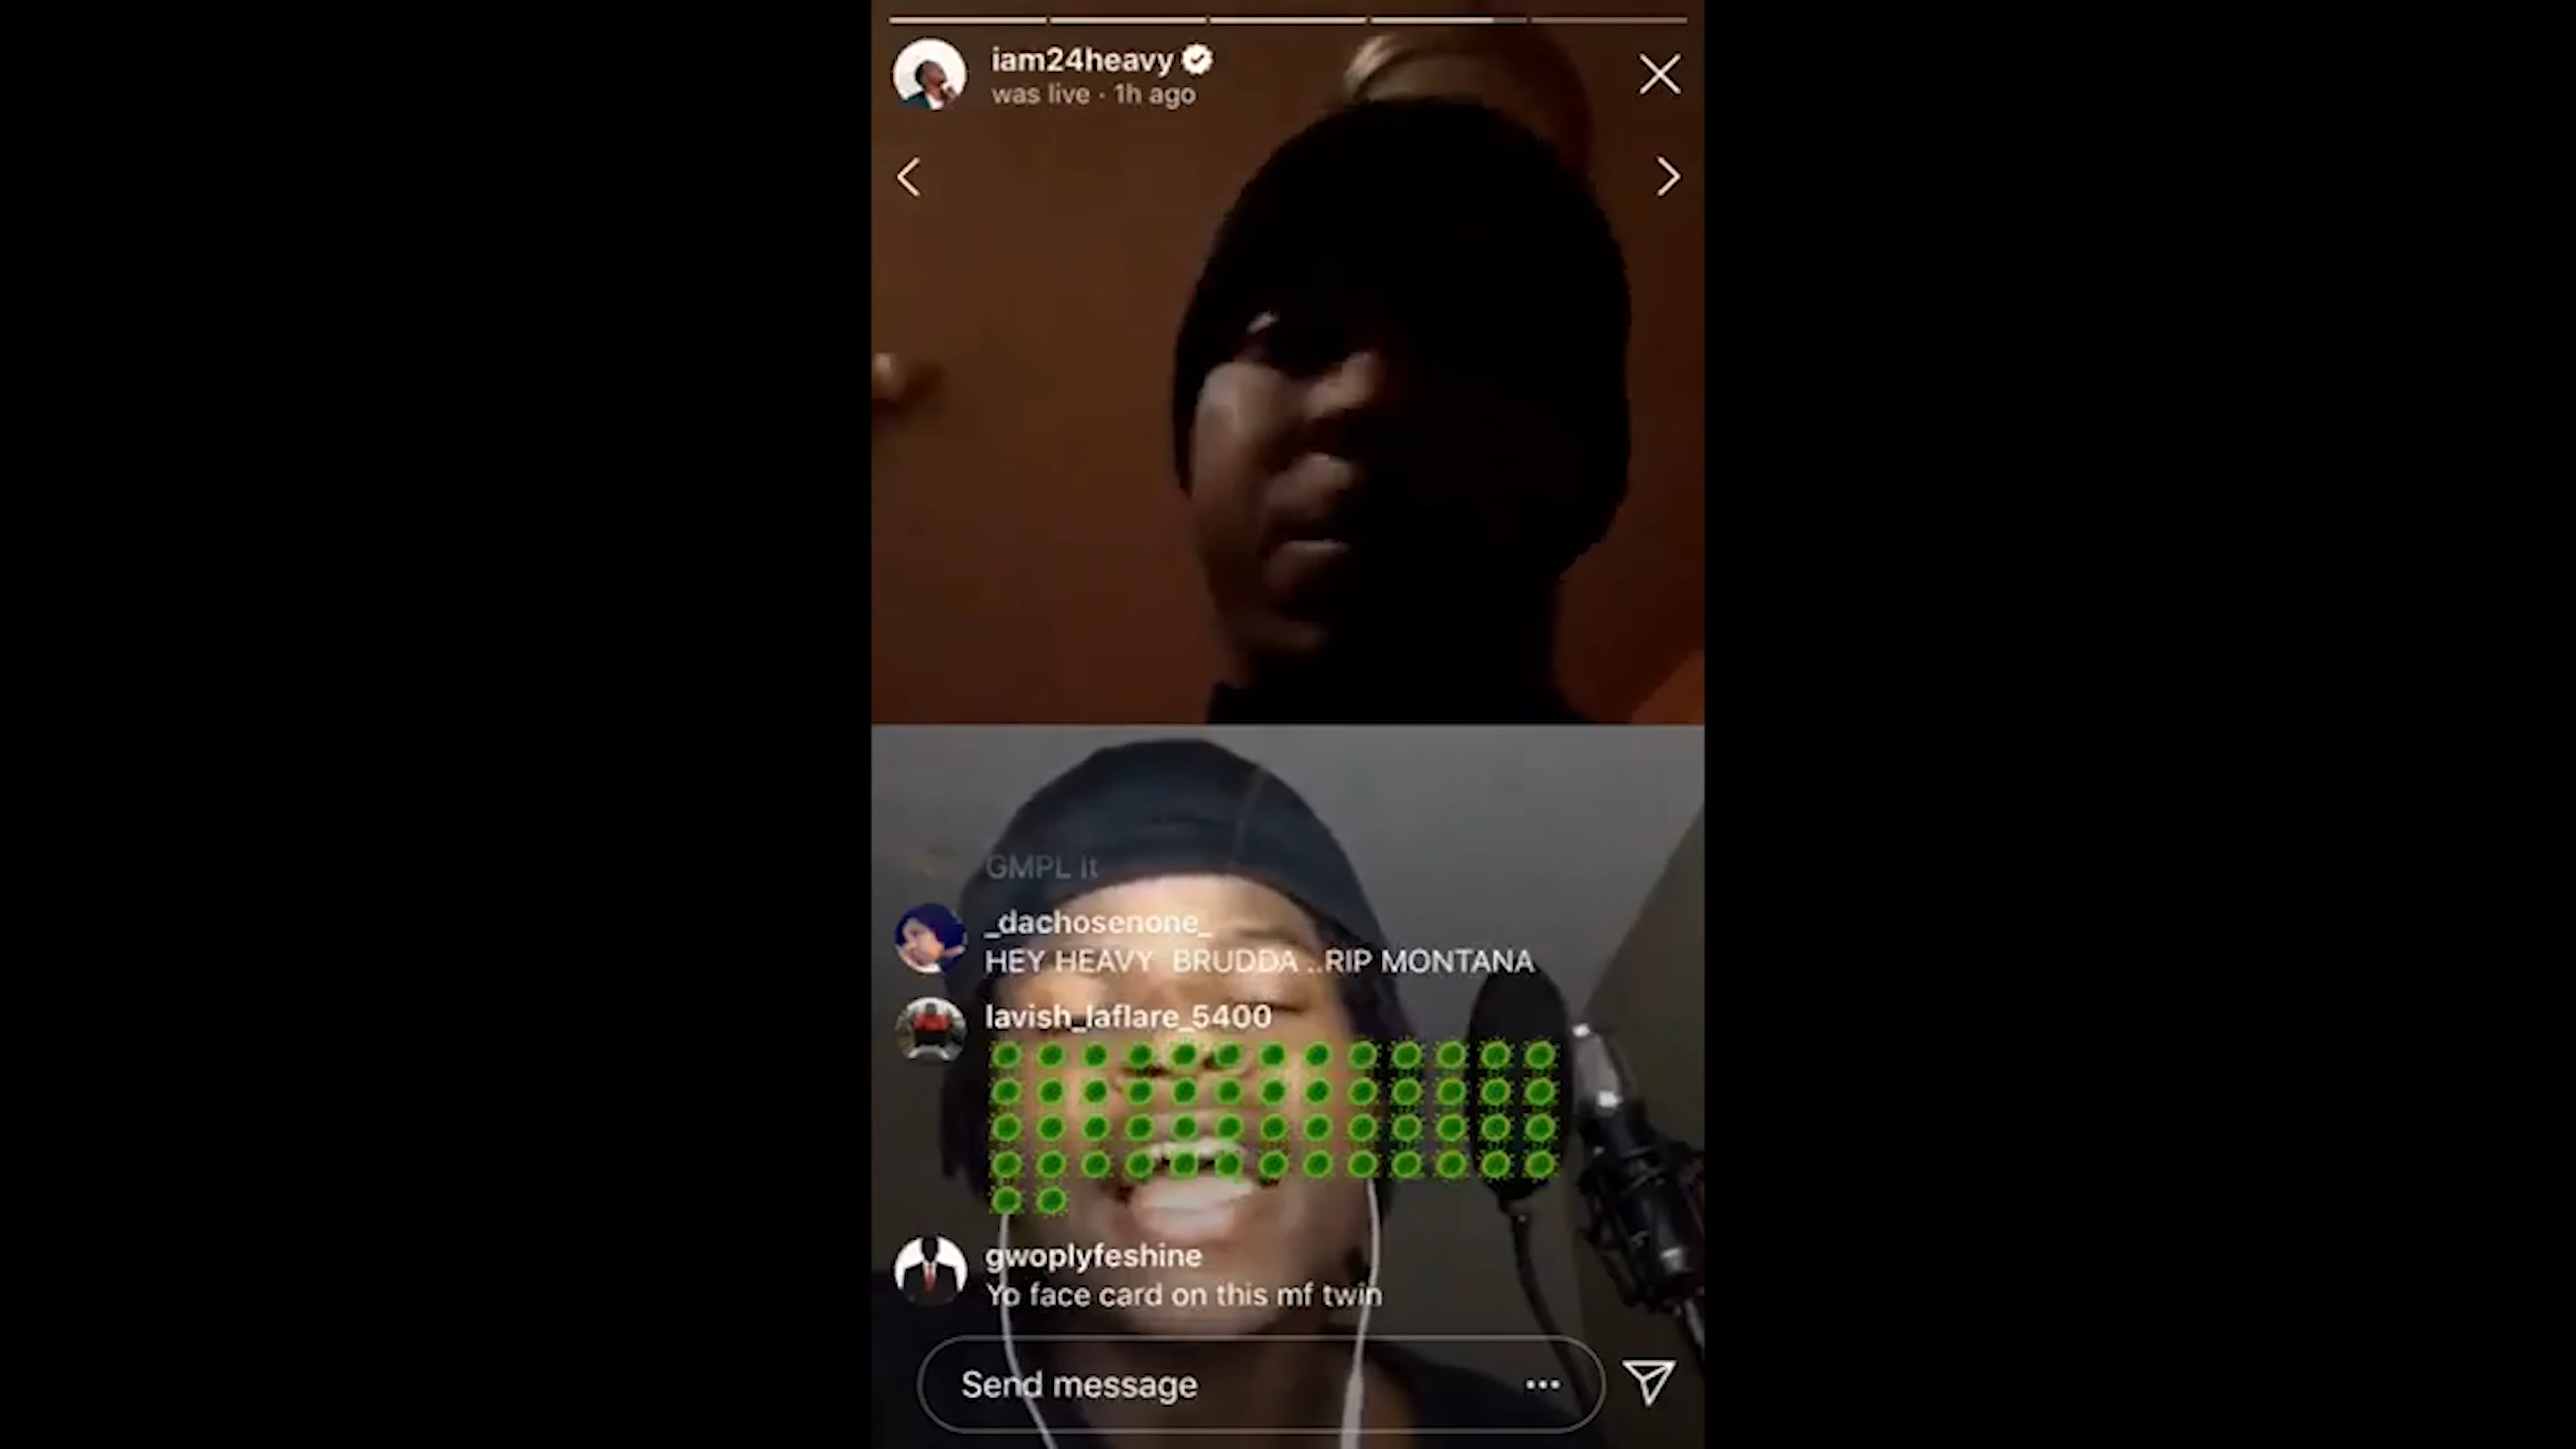 iam24heavy
was live · 1h ago
GMPL it
_dachosenone_
HEY HEAVY BRUDDA ..RIP MONTANA
lavish_laflare_5400
gwoplyfeshine
Yo face card on this mf twin
Send message